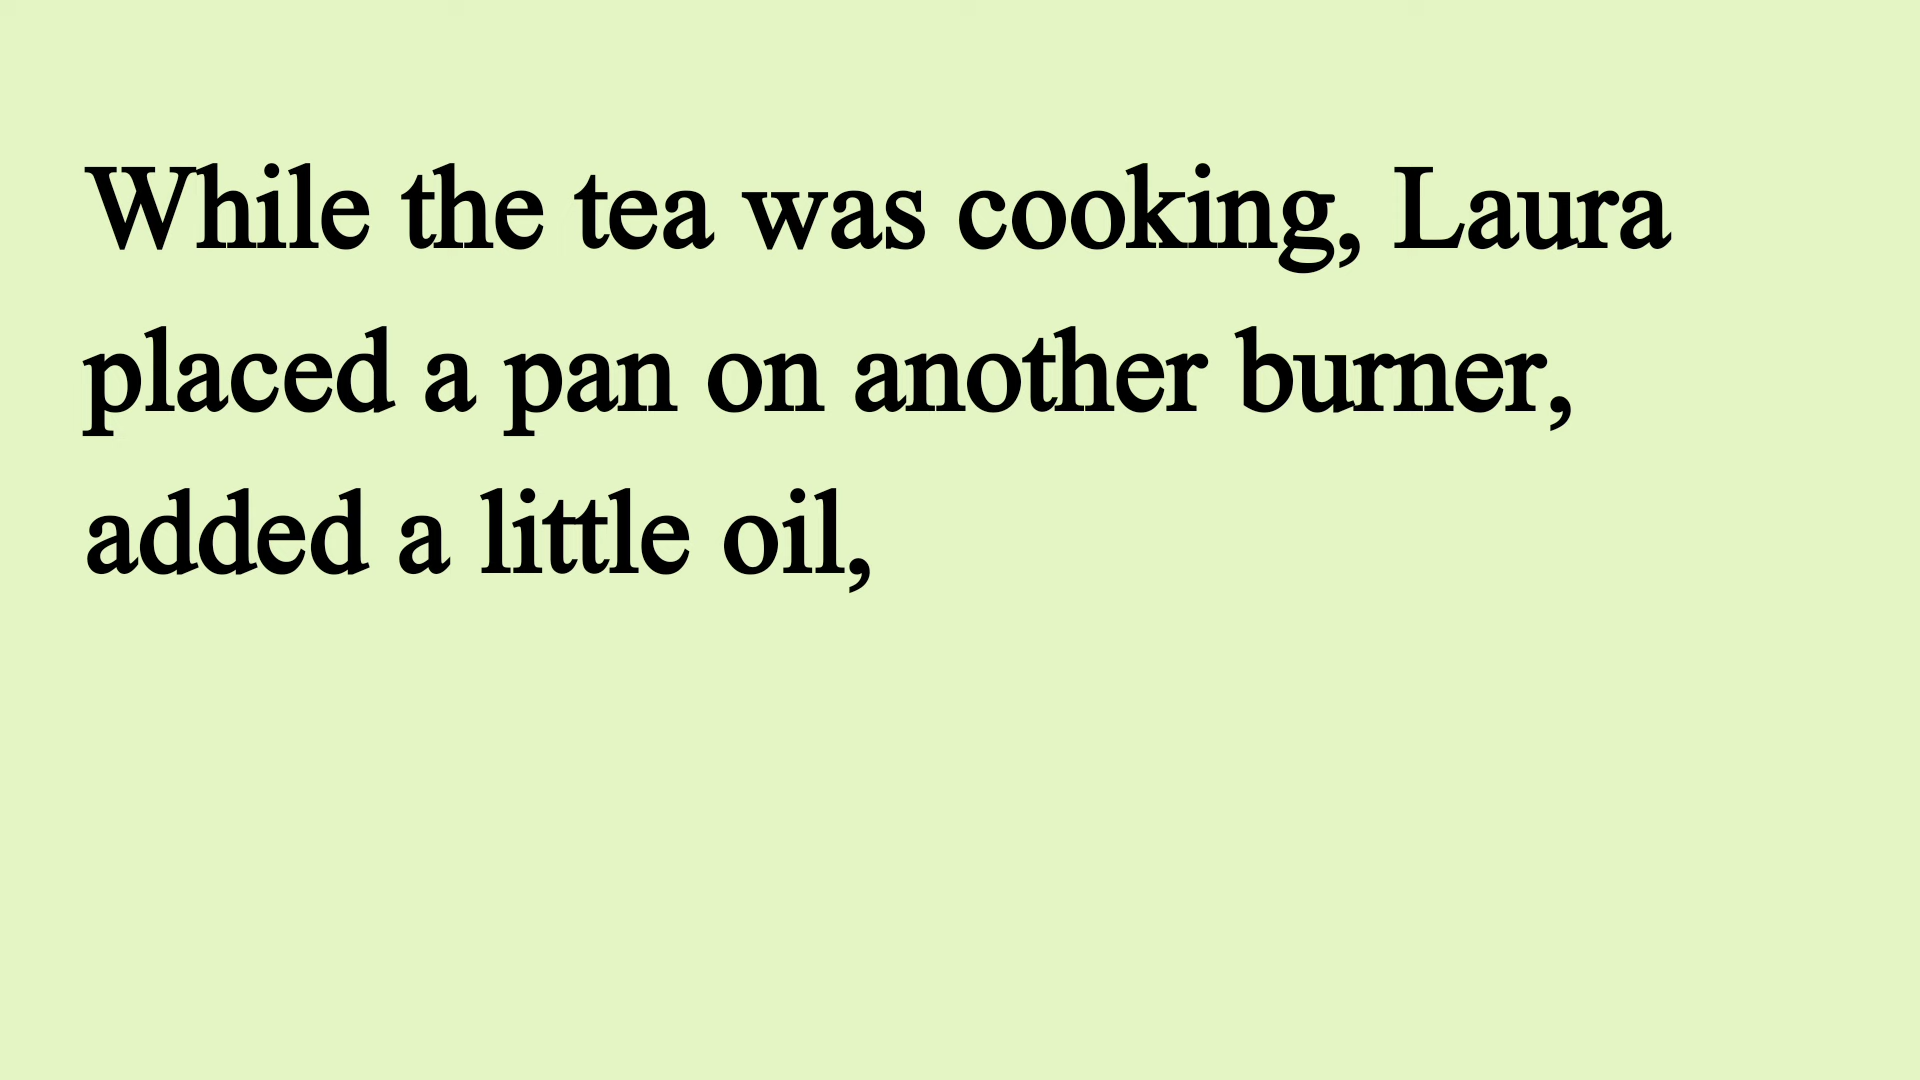 While the tea was cooking, Laura
placed a pan on another burner,
added a little oil,